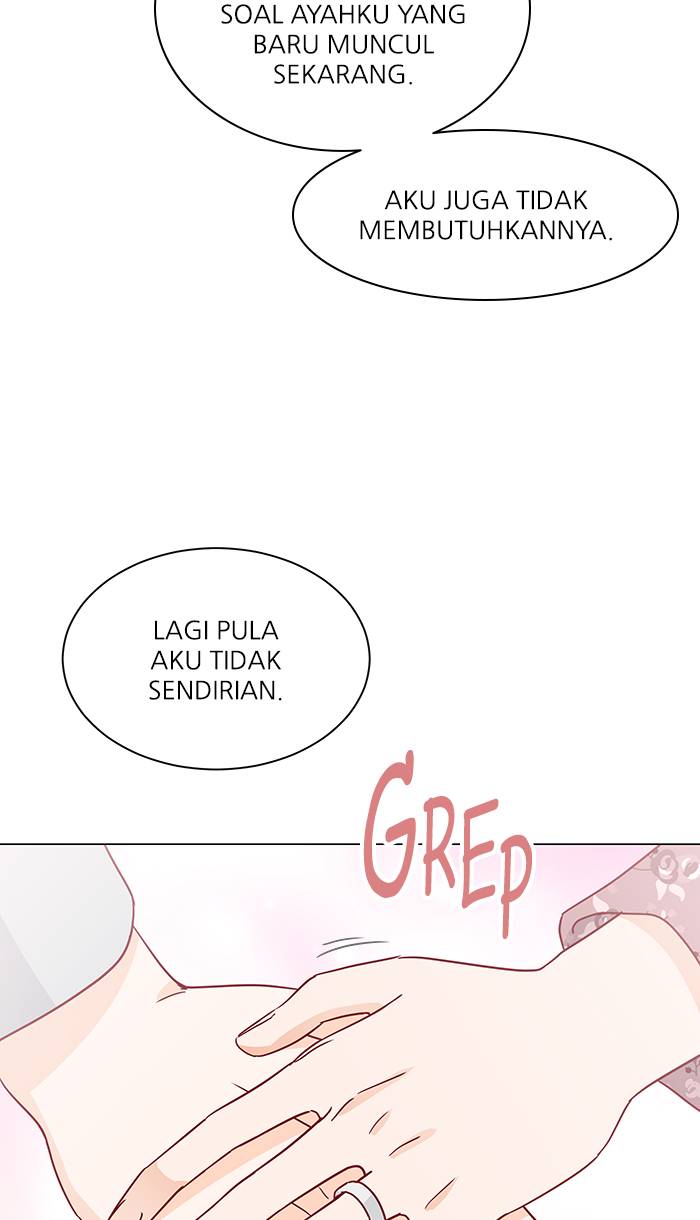 SOAL AYAHKU YANG
BARU MUNCUL
SEKARANG.
AKU JUGA TIDAK
MEMBUTUHKANNYA.
LAGI PULA
AKU TIDAK
SENDIRIAN.
GREP